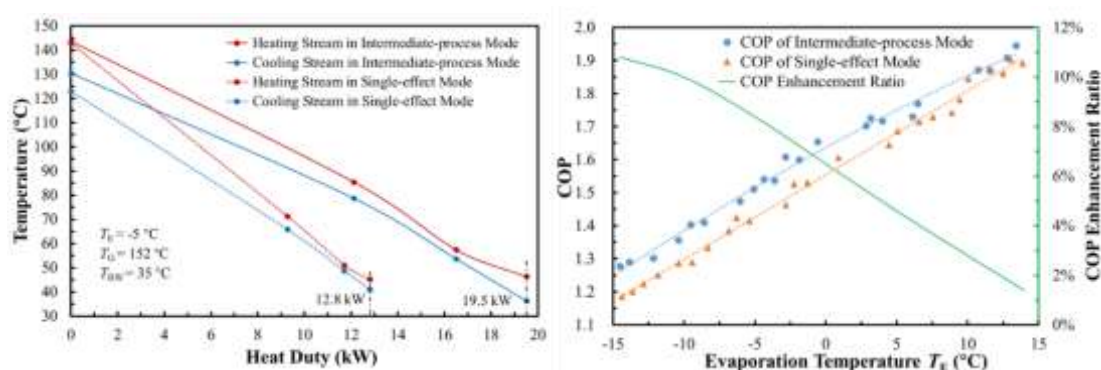 150
140
130
120
110
100
90
80
70
60
50
40
30
Temperature (°C)
Heating Stream in Intermediate-process Mode
Cooling Stream in Intermediate-process Mode
Heating Stream in Single-effect Mode
Cooling Stream in Single-effect Mode
= -5 °C
= 152 °C
= 35 °C
12.8 kW
19.5 kW
0 2 4 6 8 10 12 14 16 18 20
Heat Duty (kW)
2.0
1.9
1.8
1.7
1.6
1.5
1.4
1.3
1.2
1.1
COP
COP of Intermediate-process Mode
COP of Single-effect Mode
COP Enhancement Ratio
12%
10%
8%
6%
4%
2%
0%
COP Enhancement Ratio
-15 -10 -5 0 5 10 15
Evaporation Temperature (°C)